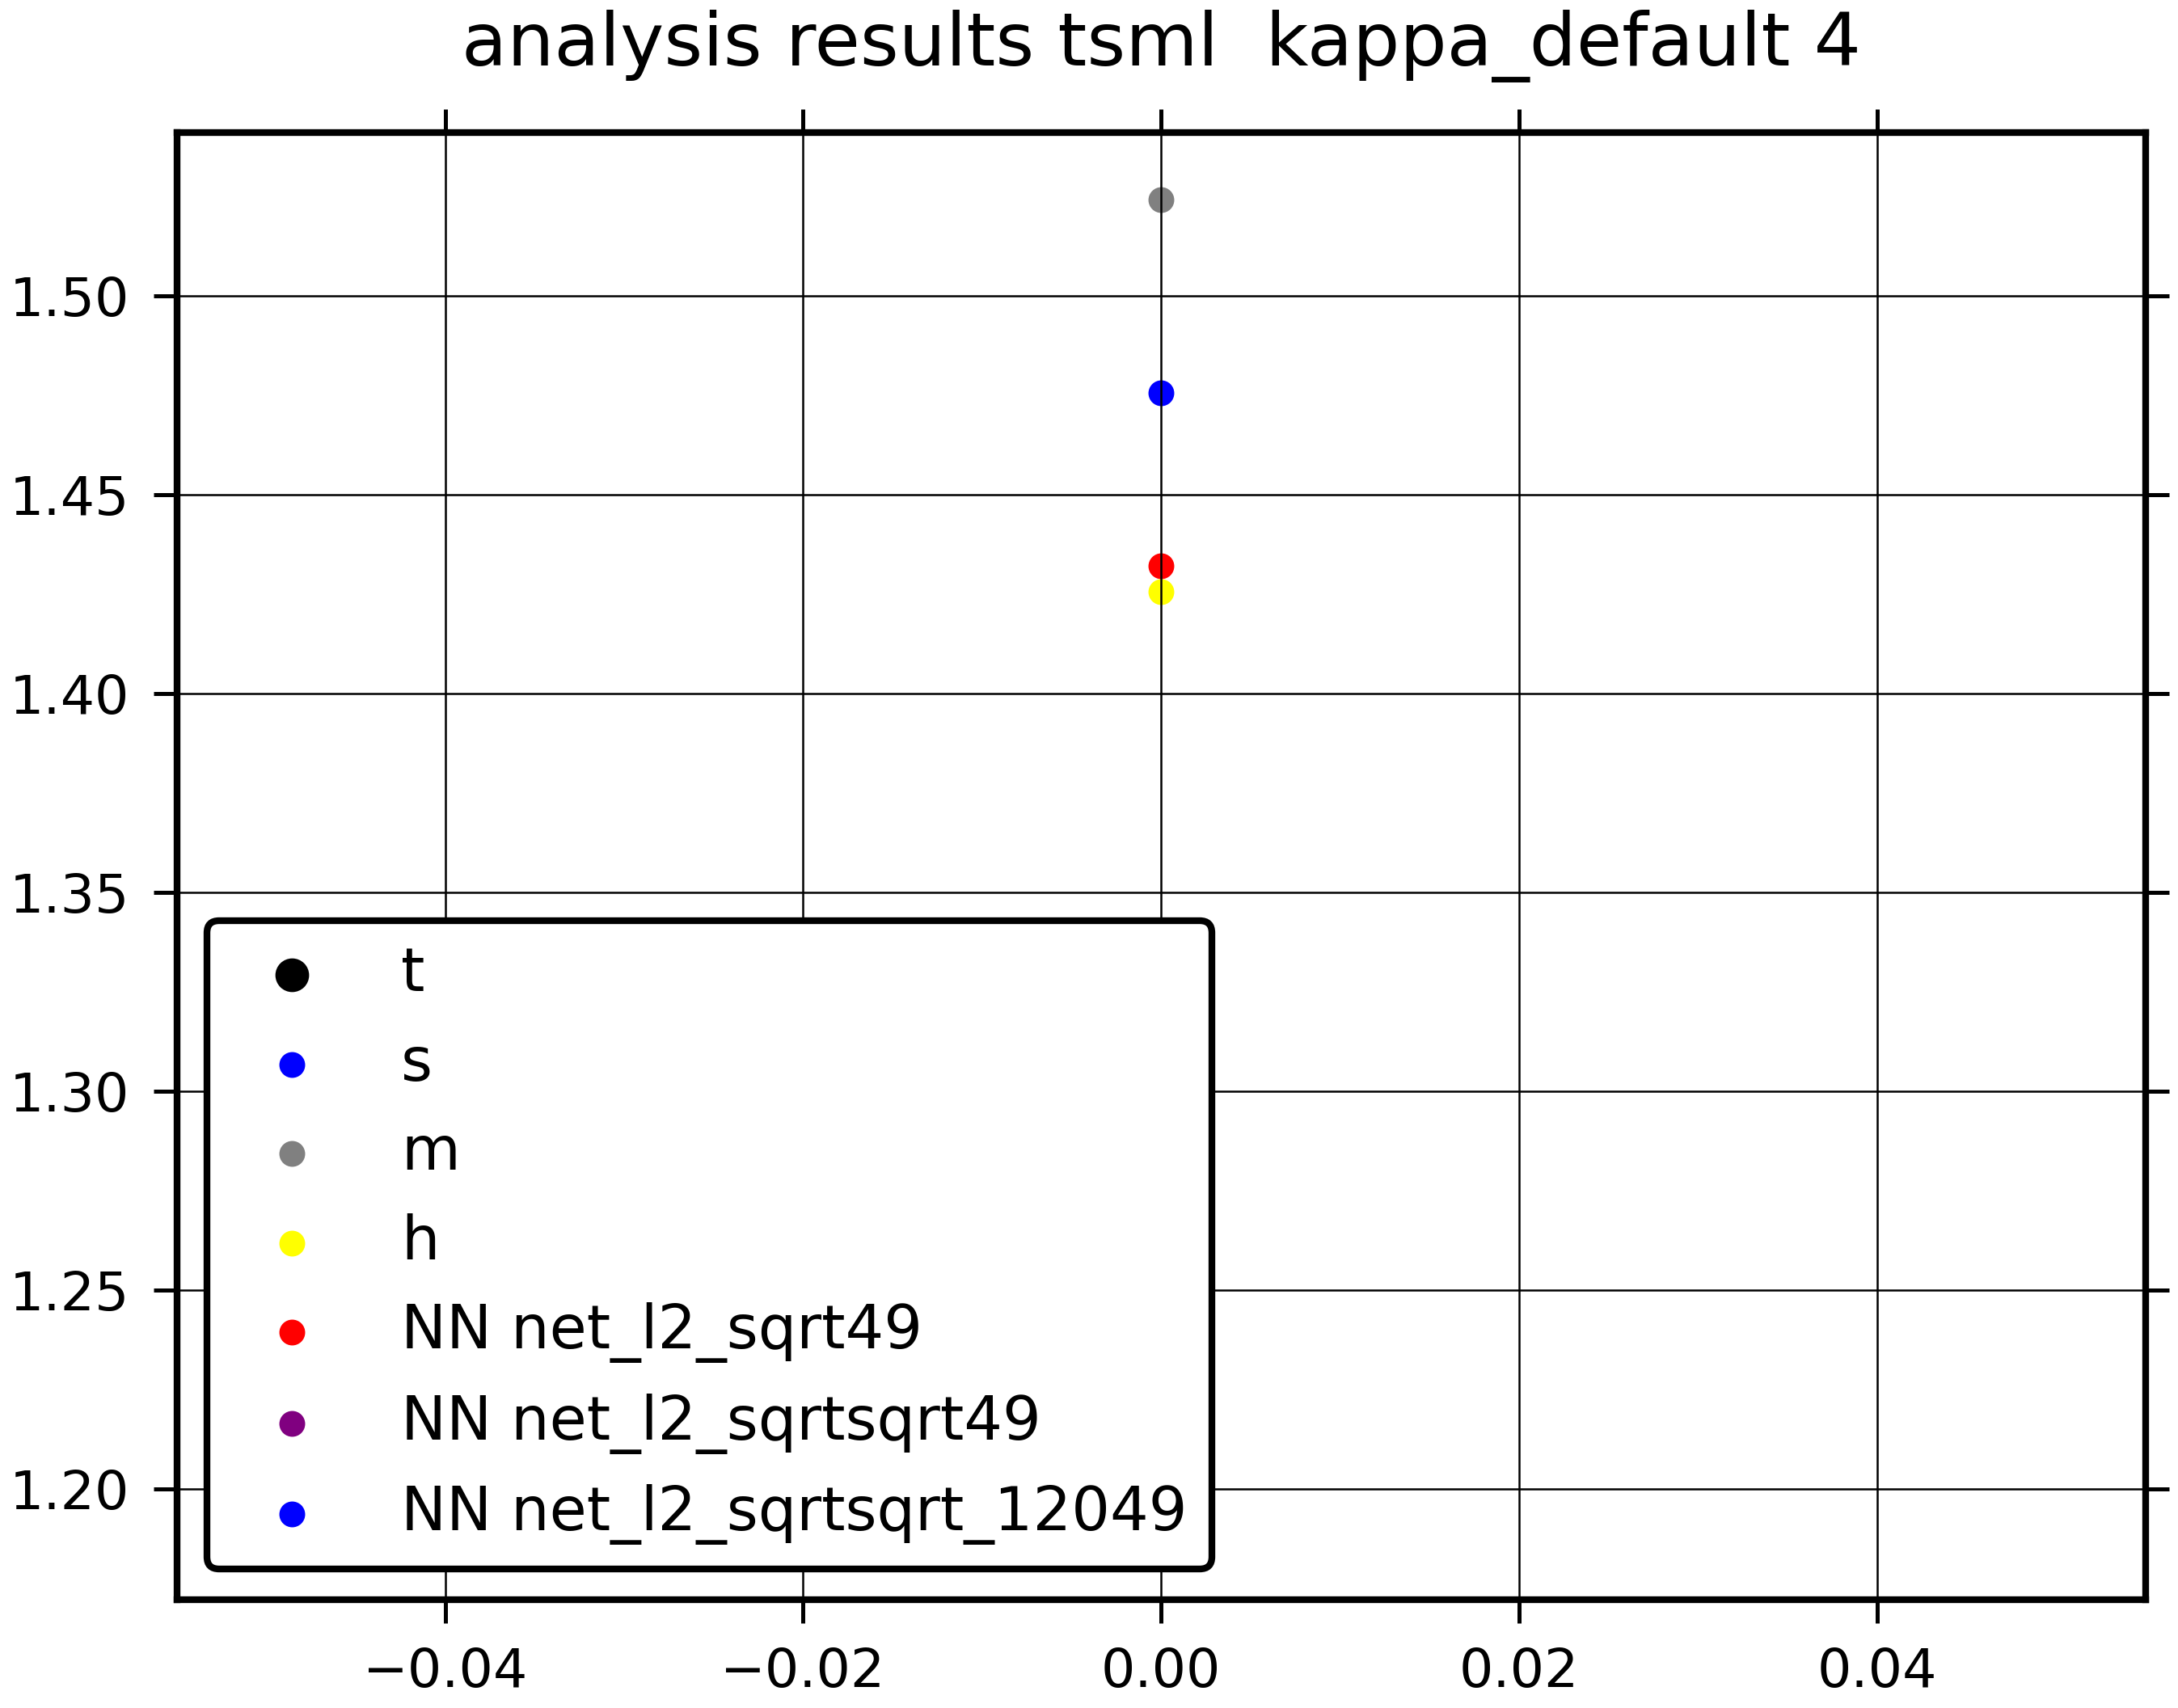 analysis results tsml  kappa_default 4
1.50
1.45
1.40
1.35
1.30
1.25
1.20
t
s
m
h
NN net_l2_sqrt49
NN net_l2_sqrtsqrt49
NN net_l2_sqrtsqrt_12049
−0.04
−0.02
0.00
0.02
0.04